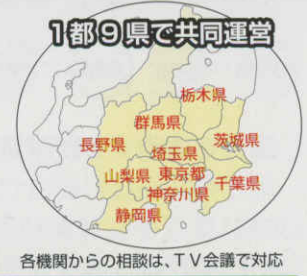 1都9県で共同運営
栃木県
群馬県
長野県
茨城県
埼玉県
山梨県
東京都
神奈川県
千葉県
静岡県
各機関からの相談は、TV会議で対応